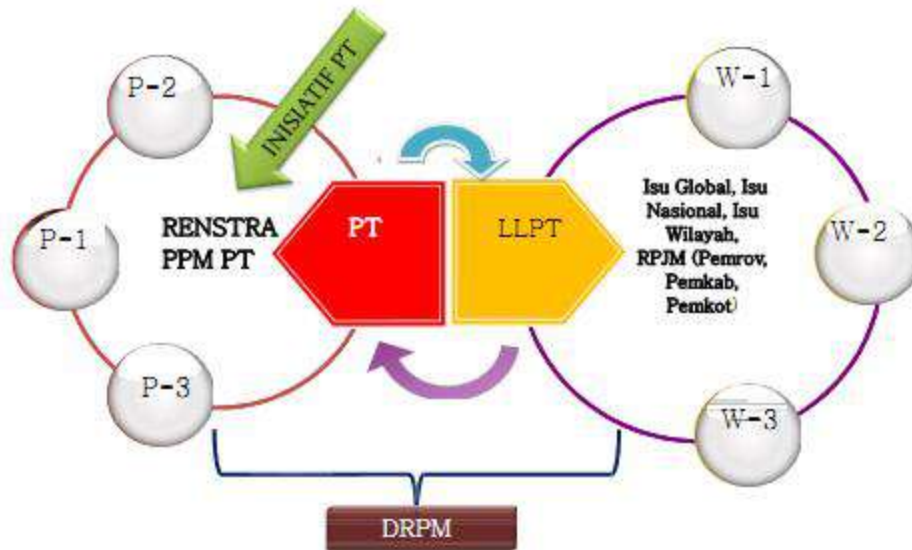 INISIATIF PT
P-2
P-1
P-3
RENSTRA
PPM PT
PT
LLPT
W-1
Isu Global, Isu
Nasional, Isu
Wilayah,
RPJM (Pemrov,
Pemkab,
Pemkot)
W-2
W-3
DRPM